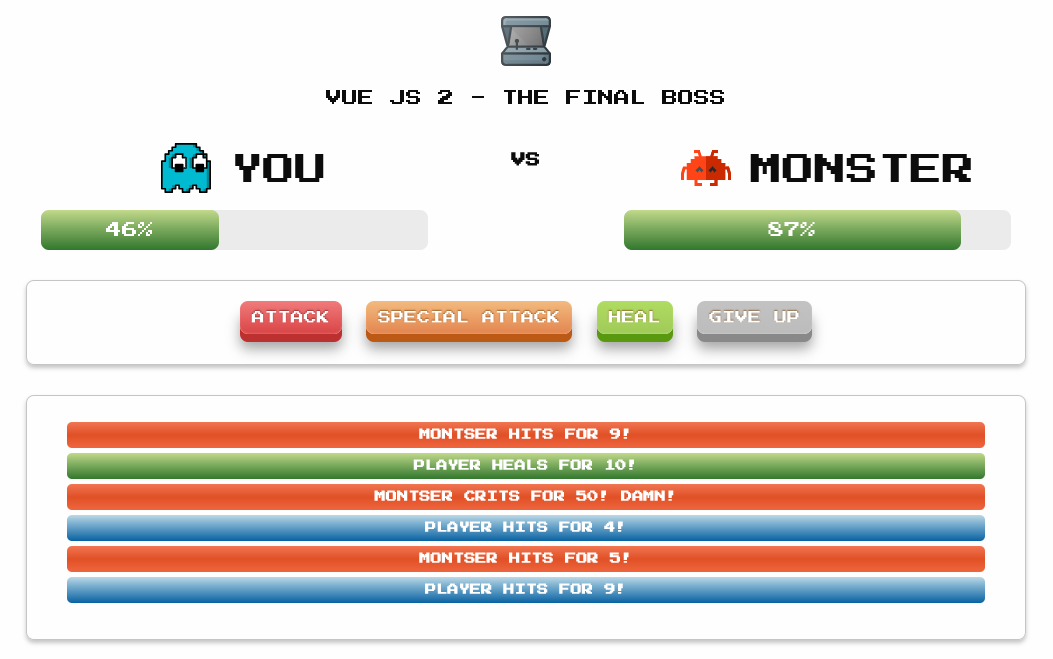 VUE JS 2 - THE FINAL BOSS
YOU
VS
MONSTER
46%
87%
ATTACK
SPECIAL ATTACK
HEAL
GIVE UP
MONTSER HITS FOR 9!
PLAYER HEALS FOR 10!
MONTSER CRITS FOR 50! DAMN!
PLAYER HITS FOR 4!
MONTSER HITS FOR 5!
PLAYER HITS FOR 9!